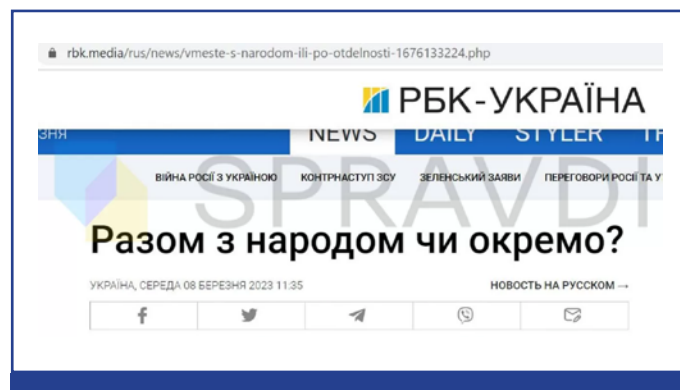 rbk.media/rus/news/vmeste-s-narodom-ili-po-otdelnosti-1676133224.php
РБК-УКРАЇНА
NEWS DAILY STYLER
ВІЙНА РОСІЇ З УКРАЇНОЮ КОНТРНАСТУП ЗСУ ЗЕЛЕНСЬКИЙ ЗАЯВИ ПЕРЕГОВОРИ РОСІЇ ТА У
SPRAVDI
Разом з народом чи окремо?
УКРАЇНА, СЕРЕДА 08 БЕРЕЗНЯ 2023 11:35 НОВОСТЬ НА РУССКОМ →